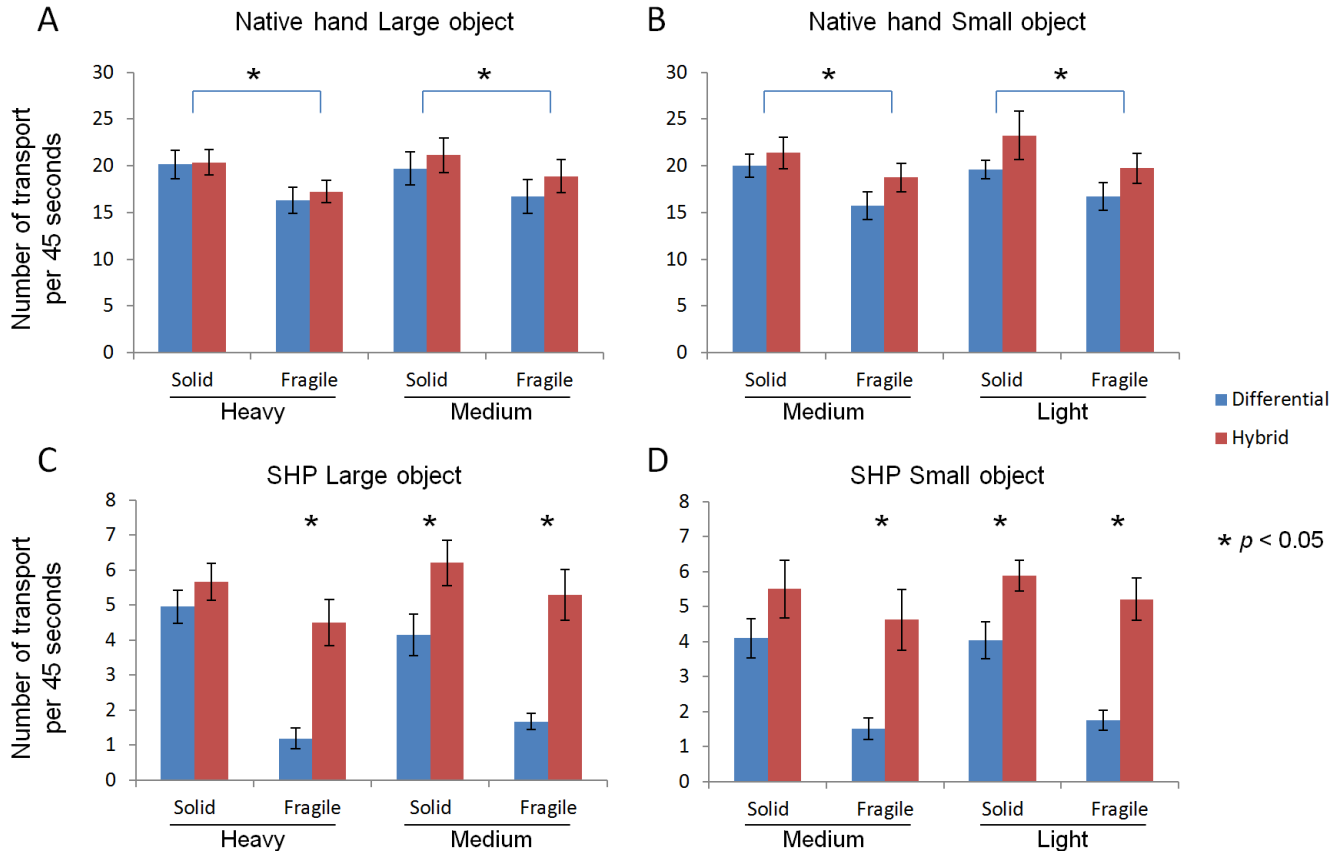 A
Native hand Large object
Number of transport
per 45 seconds
30
25
20
15
10
5
0
*
*
Solid
Fragile
Solid
Fragile
Heavy
Medium
B
Native hand Small object
30
25
20
15
10
5
0
*
*
Solid
Fragile
Solid
Fragile
Medium
Light
Differential
Hybrid
* p < 0.05
C
SHP Large object
Number of transport
per 45 seconds
8
7
6
5
4
3
2
1
0
*
*
*
Solid
Fragile
Solid
Fragile
Heavy
Medium
D
SHP Small object
8
7
6
5
4
3
2
1
0
*
*
*
Solid
Fragile
Solid
Fragile
Medium
Light